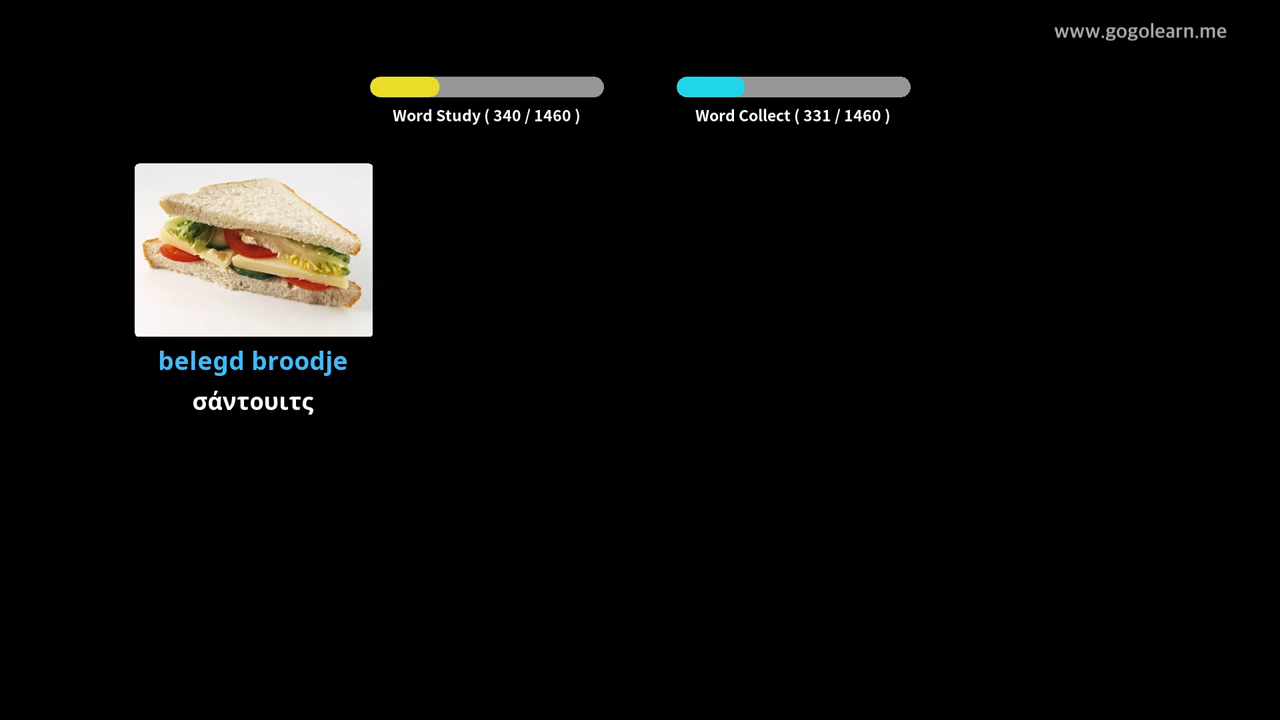 www.gogolearn.me
Word Study ( 340 / 1460 )
Word Collect ( 331 / 1460 )
belegd broodje
σάντουιτς